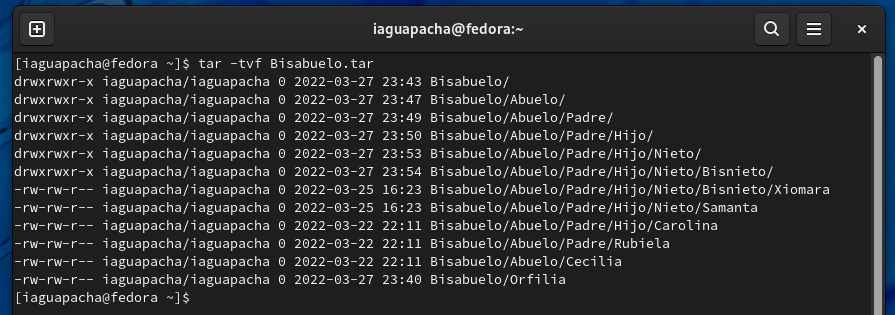 iaguapacha@fedora:~
[iaguapacha@fedora ~]$ tar -tvf Bisabuelo.tar
drwxrwxr-x iaguapacha/iaguapacha 0 2022-03-27 23:43 Bisabuelo/
drwxrwxr-x iaguapacha/iaguapacha 0 2022-03-27 23:47 Bisabuelo/Abuelo/
drwxrwxr-x iaguapacha/iaguapacha 0 2022-03-27 23:49 Bisabuelo/Abuelo/Padre/
drwxrwxr-x iaguapacha/iaguapacha 0 2022-03-27 23:50 Bisabuelo/Abuelo/Padre/Hijo/
drwxrwxr-x iaguapacha/iaguapacha 0 2022-03-27 23:53 Bisabuelo/Abuelo/Padre/Hijo/Nieto/
drwxrwxr-x iaguapacha/iaguapacha 0 2022-03-27 23:54 Bisabuelo/Abuelo/Padre/Hijo/Nieto/Bisnieto/
-rw-rw-r-- iaguapacha/iaguapacha 0 2022-03-25 16:23 Bisabuelo/Abuelo/Padre/Hijo/Nieto/Bisnieto/Xiomara
-rw-rw-r-- iaguapacha/iaguapacha 0 2022-03-25 16:23 Bisabuelo/Abuelo/Padre/Hijo/Nieto/Samanta
-rw-rw-r-- iaguapacha/iaguapacha 0 2022-03-22 22:11 Bisabuelo/Abuelo/Padre/Hijo/Carolina
-rw-rw-r-- iaguapacha/iaguapacha 0 2022-03-22 22:11 Bisabuelo/Abuelo/Padre/Rubiela
-rw-rw-r-- iaguapacha/iaguapacha 0 2022-03-22 22:11 Bisabuelo/Abuelo/Cecilia
-rw-rw-r-- iaguapacha/iaguapacha 0 2022-03-27 23:40 Bisabuelo/Orfilia
[iaguapacha@fedora ~]$